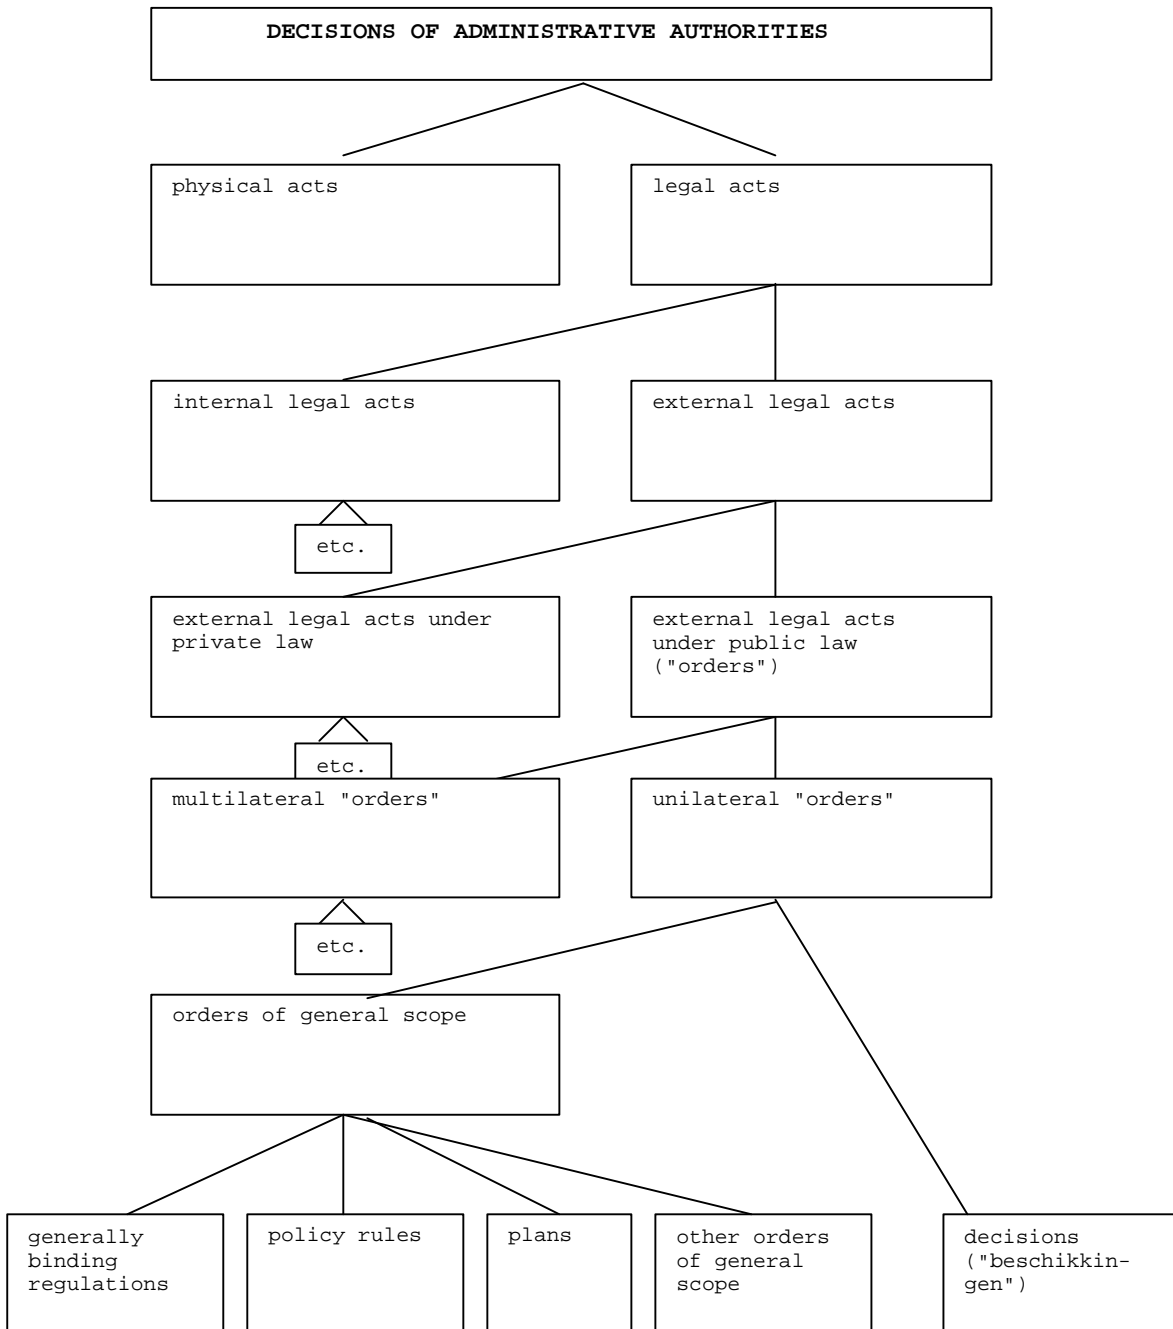 DECISIONS OF ADMINISTRATIVE AUTHORITIES
physical acts
legal acts
internal legal acts
external legal acts
etc.
external legal acts under
private law
external legal acts
under public law
("orders")
etc.
multilateral "orders"
unilateral "orders"
etc.
orders of general scope
generally
binding
regulations
policy rules
plans
other orders
of general
scope
decisions
("beschikkin-
gen")